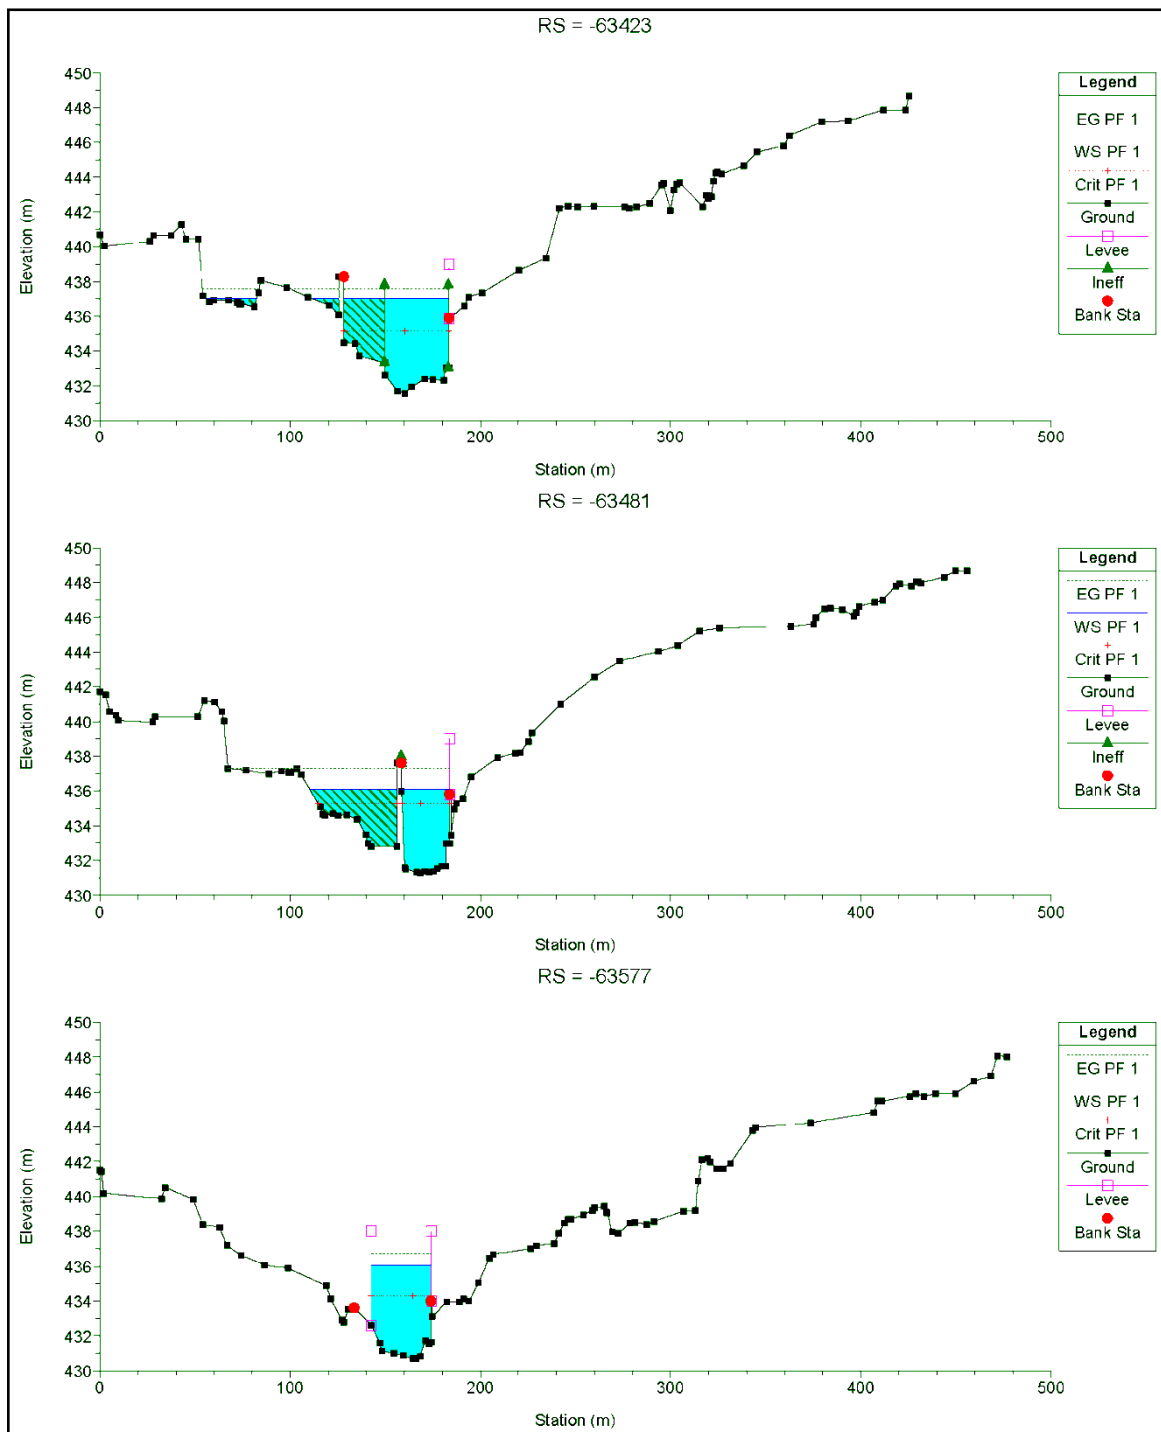 RS = -63423
Legend
EG PF 1
WS PF 1
Crit PF 1
Ground
Levee
Ineff
Bank Sta
Elevation (m)
450
448
446
444
442
440
438
436
434
432
430
0 100 200 300 400 500
Station (m)
RS = -63481
Legend
EG PF 1
WS PF 1
Crit PF 1
Ground
Levee
Ineff
Bank Sta
Elevation (m)
450
448
446
444
442
440
438
436
434
432
430
0 100 200 300 400 500
Station (m)
RS = -63577
Legend
EG PF 1
WS PF 1
Crit PF 1
Ground
Levee
Bank Sta
Elevation (m)
450
448
446
444
442
440
438
436
434
432
430
0 100 200 300 400 500
Station (m)